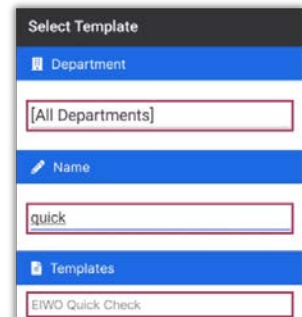 Select Template
Department
[All Departments]
Name
quick
Templates
EIWO Quick Check